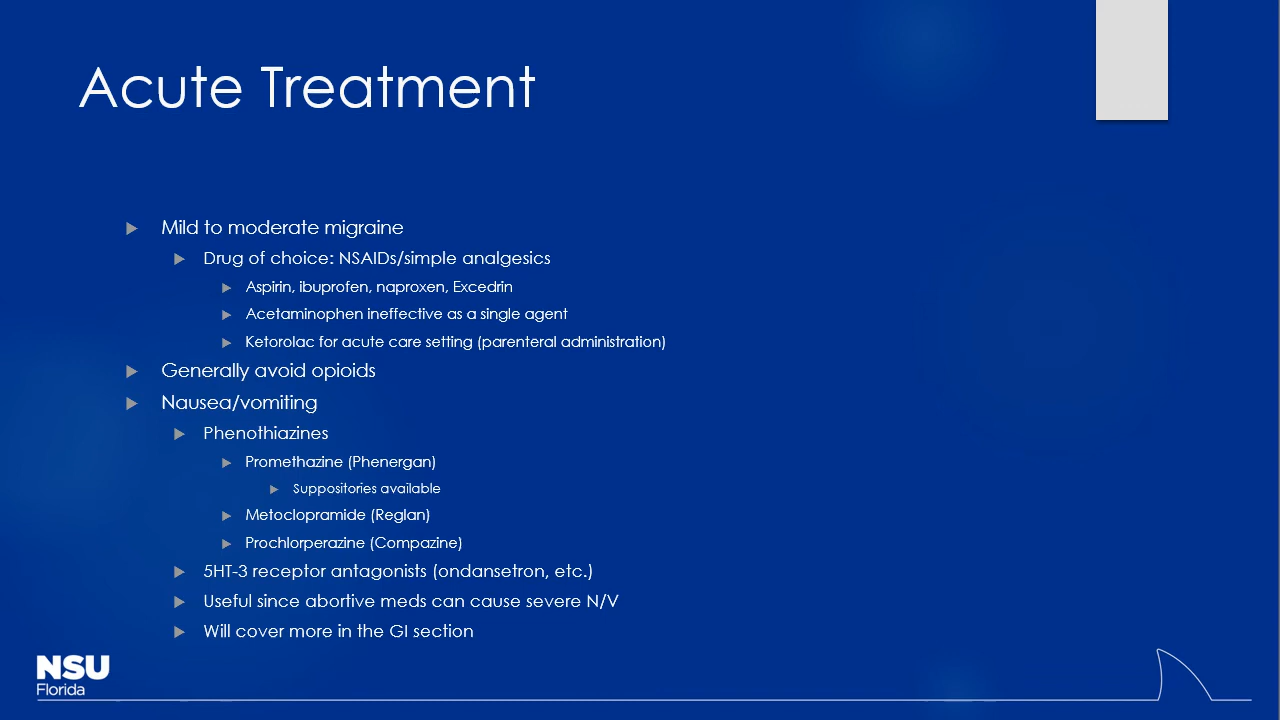 Acute Treatment
Mild to moderate migraine
Drug of choice: NSAIDs/simple analgesics
Aspirin, ibuprofen, naproxen, Excedrin
Acetaminophen ineffective as a single agent
Ketorolac for acute care setting (parenteral administration)
Generally avoid opioids
Nausea/vomiting
Phenothiazines
Promethazine (Phenergan)
Suppositories available
Metoclopramide (Reglan)
Prochlorperazine (Compazine)
5HT-3 receptor antagonists (ondansetron, etc.)
Useful since abortive meds can cause severe N/V
Will cover more in the GI section
NSU
Florida